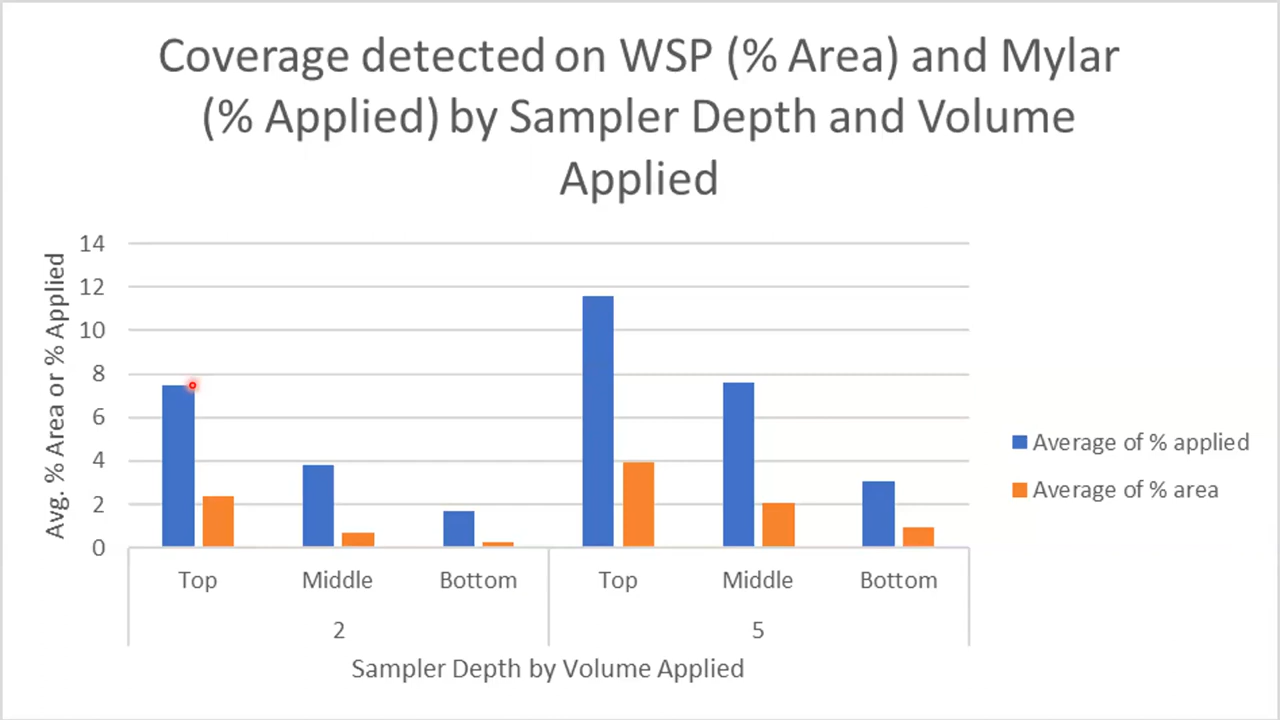 Coverage detected on WSP (% Area) and Mylar
(% Applied) by Sampler Depth and Volume
Applied
14
12
10
8
6
4
2
0
Avg. % Area or % Applied
Top Middle Bottom Top Middle Bottom
2 5
Sampler Depth by Volume Applied
Average of % applied
Average of % area